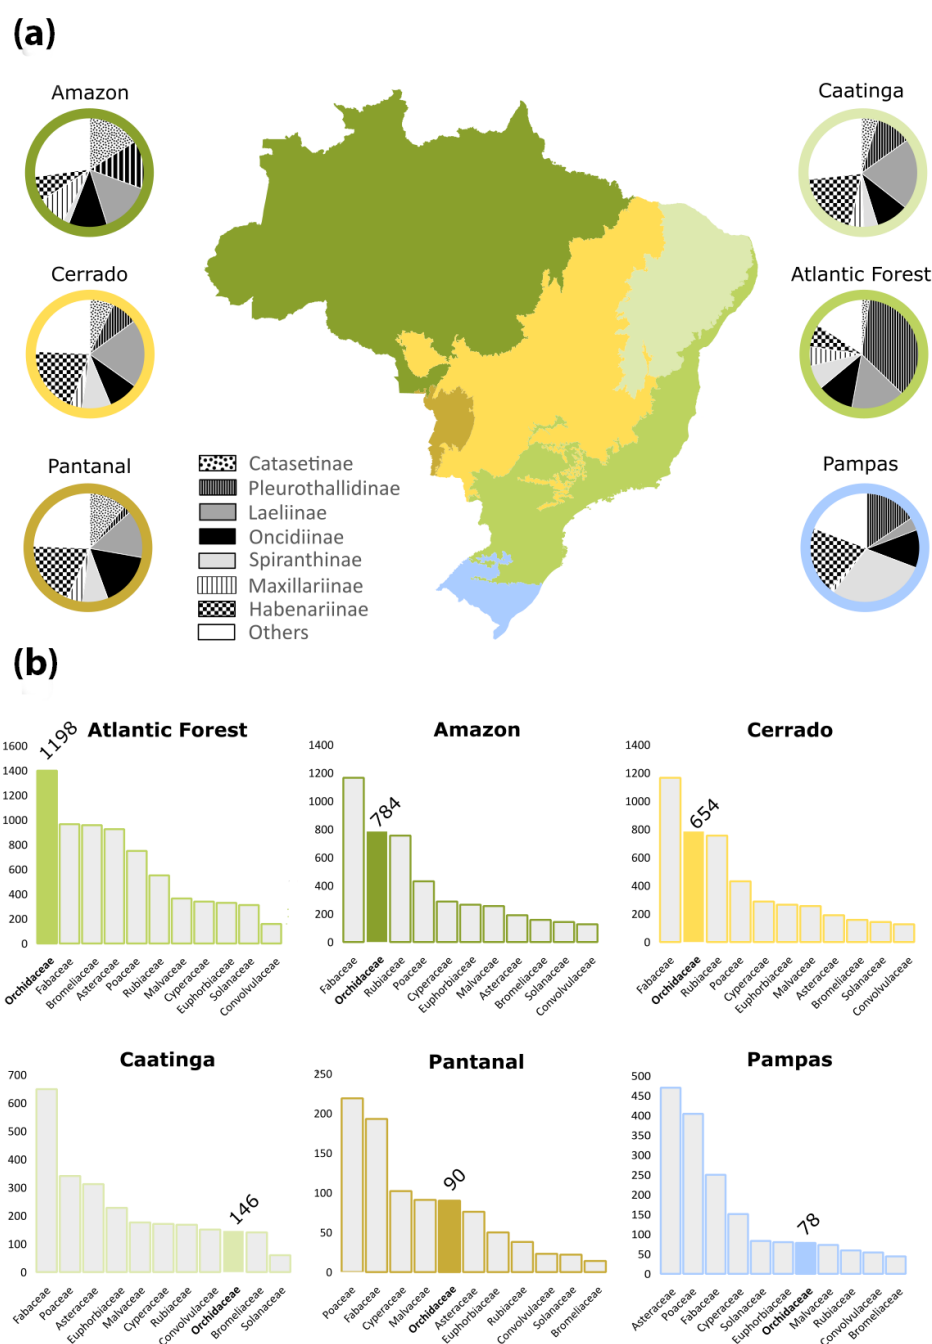 (a)
Amazon
Caatinga
Cerrado
Atlantic Forest
Pantanal
Pampas
Catasetinae
Pleurothallidinae
Laeliinae
Oncidiinae
Spiranthinae
Maxillariinae
Habenariinae
Others
(b)
Atlantic Forest
1198
1600
1400
1200
1000
800
600
400
200
0
Orchidaceae
Fabaceae
Bromeliaceae
Asteraceae
Poaceae
Rubiaceae
Malvaceae
Cyperaceae
Euphorbiaceae
Solanaceae
Convolvulaceae
Amazon
784
1400
1200
1000
800
600
400
200
0
Fabaceae
Orchidaceae
Rubiaceae
Poaceae
Cyperaceae
Euphorbiaceae
Malvaceae
Asteraceae
Bromeliaceae
Solanaceae
Convolvulaceae
Cerrado
654
1400
1200
1000
800
600
400
200
0
Fabaceae
Orchidaceae
Rubiaceae
Poaceae
Cyperaceae
Euphorbiaceae
Malvaceae
Asteraceae
Bromeliaceae
Solanaceae
Convolvulaceae
Caatinga
146
700
600
500
400
300
200
100
0
Fabaceae
Poaceae
Asteraceae
Euphorbiaceae
Malvaceae
Cyperaceae
Rubiaceae
Convolvulaceae
Orchidaceae
Bromeliaceae
Solanaceae
Pantanal
90
250
200
150
100
50
0
Poaceae
Fabaceae
Cyperaceae
Malvaceae
Orchidaceae
Asteraceae
Euphorbiaceae
Rubiaceae
Convolvulaceae
Solanaceae
Bromeliaceae
Pampas
78
500
450
400
350
300
250
200
150
100
50
0
Asteraceae
Poaceae
Fabaceae
Cyperaceae
Solanaceae
Euphorbiaceae
Orchidaceae
Malvaceae
Rubiaceae
Convolvulaceae
Bromeliaceae